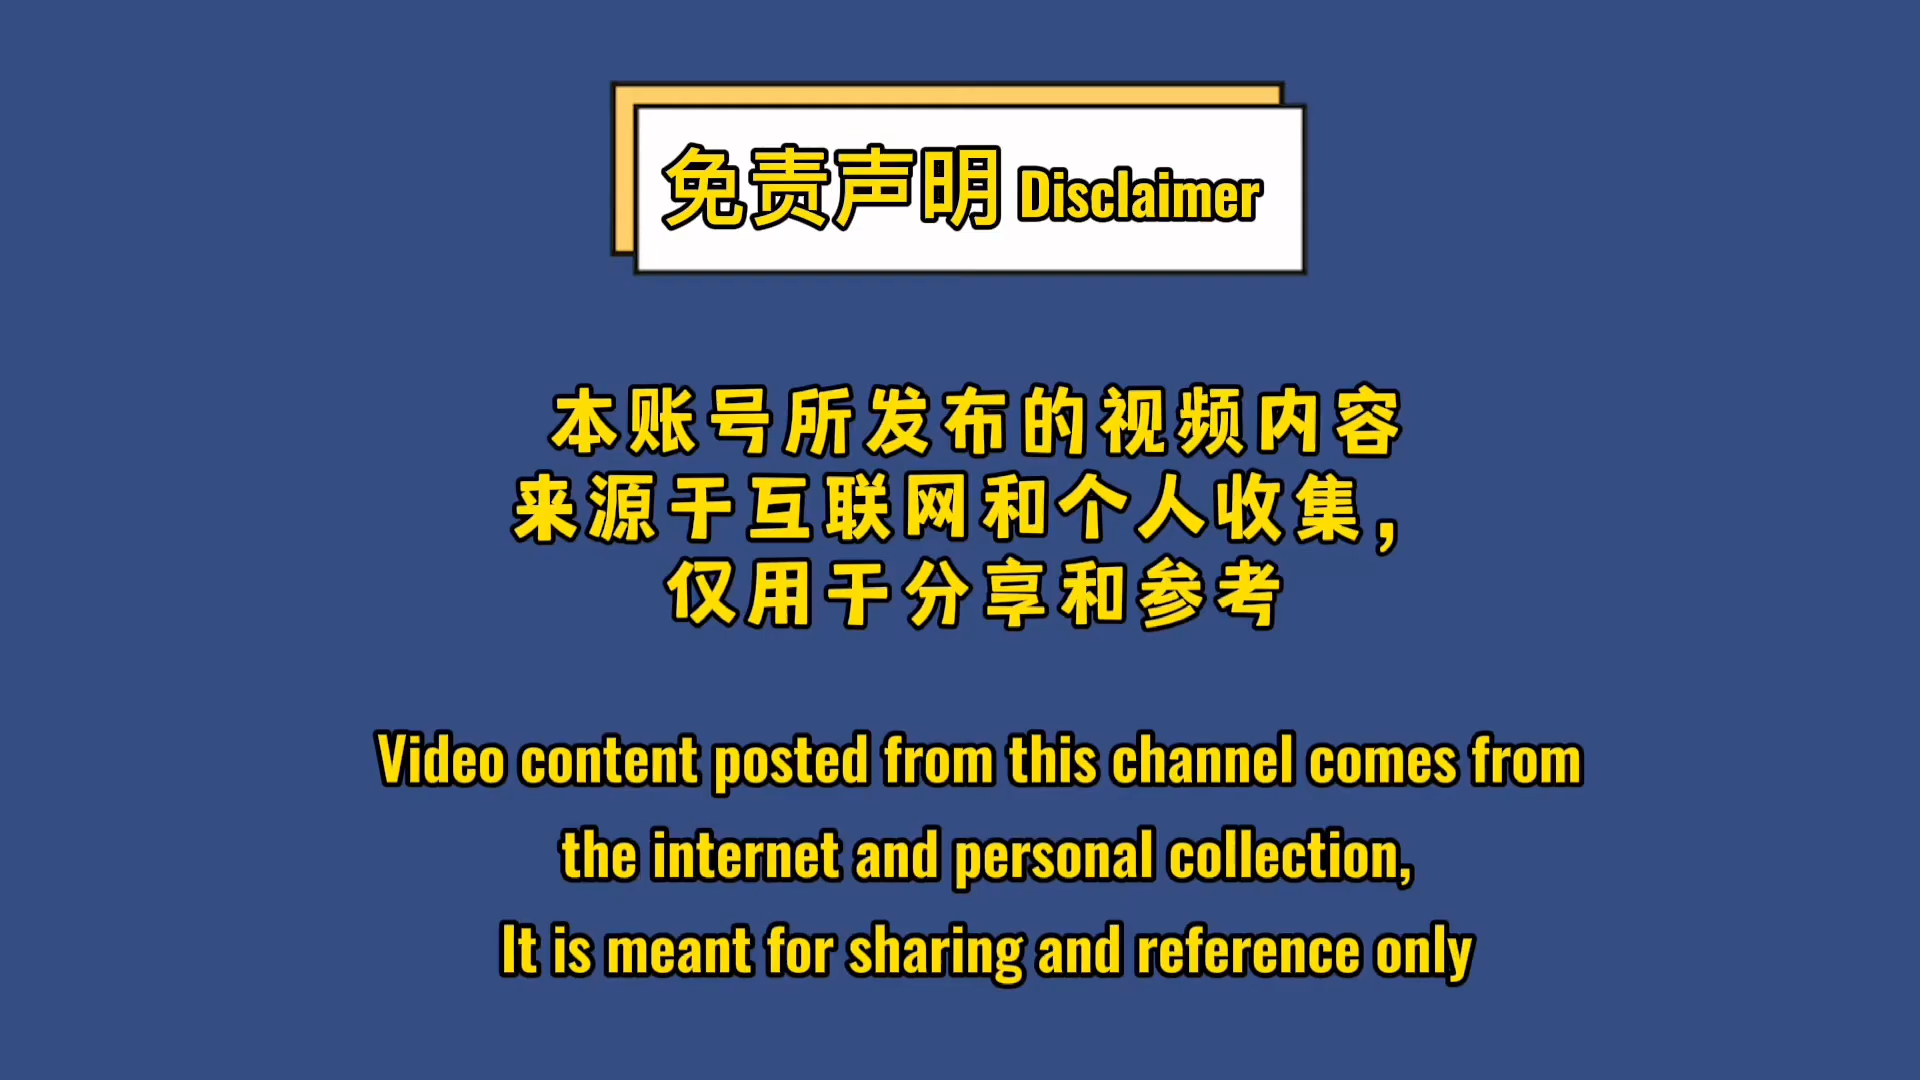 免责声明 Disclaimer
本账号所发布的视频内容
来源于互联网和个人收集，
仅用于分享和参考
Video content posted from this channel comes from
the internet and personal collection,
It is meant for sharing and reference only